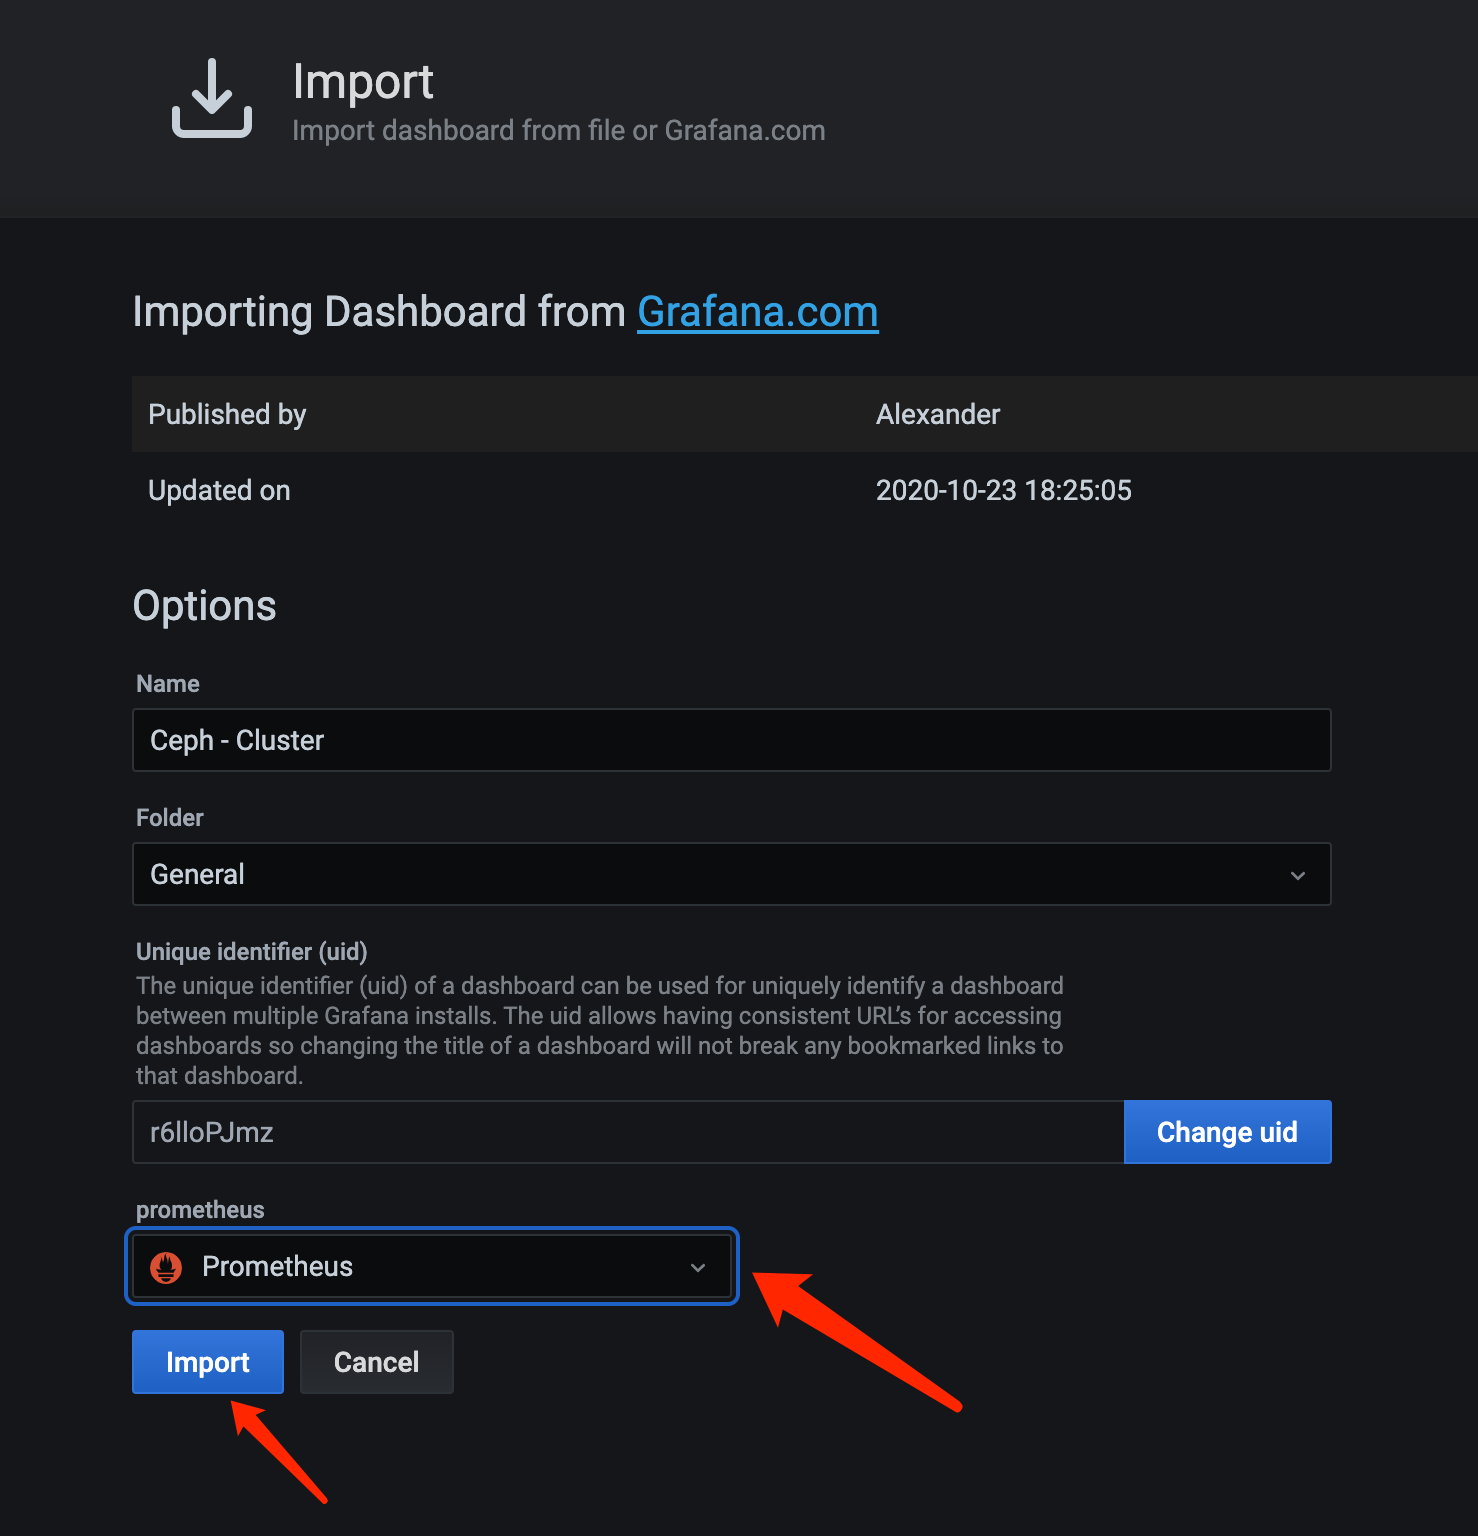 Import
Import dashboard from file or Grafana.com
Importing Dashboard from Grafana.com
Published by Alexander
Updated on 2020-10-23 18:25:05
Options
Name
Ceph - Cluster
Folder
General
Unique identifier (uid)
The unique identifier (uid) of a dashboard can be used for uniquely identify a dashboard
between multiple Grafana installs. The uid allows having consistent URL's for accessing
dashboards so changing the title of a dashboard will not break any bookmarked links to
that dashboard.
r6lloPJmz Change uid
prometheus
Prometheus
Import Cancel